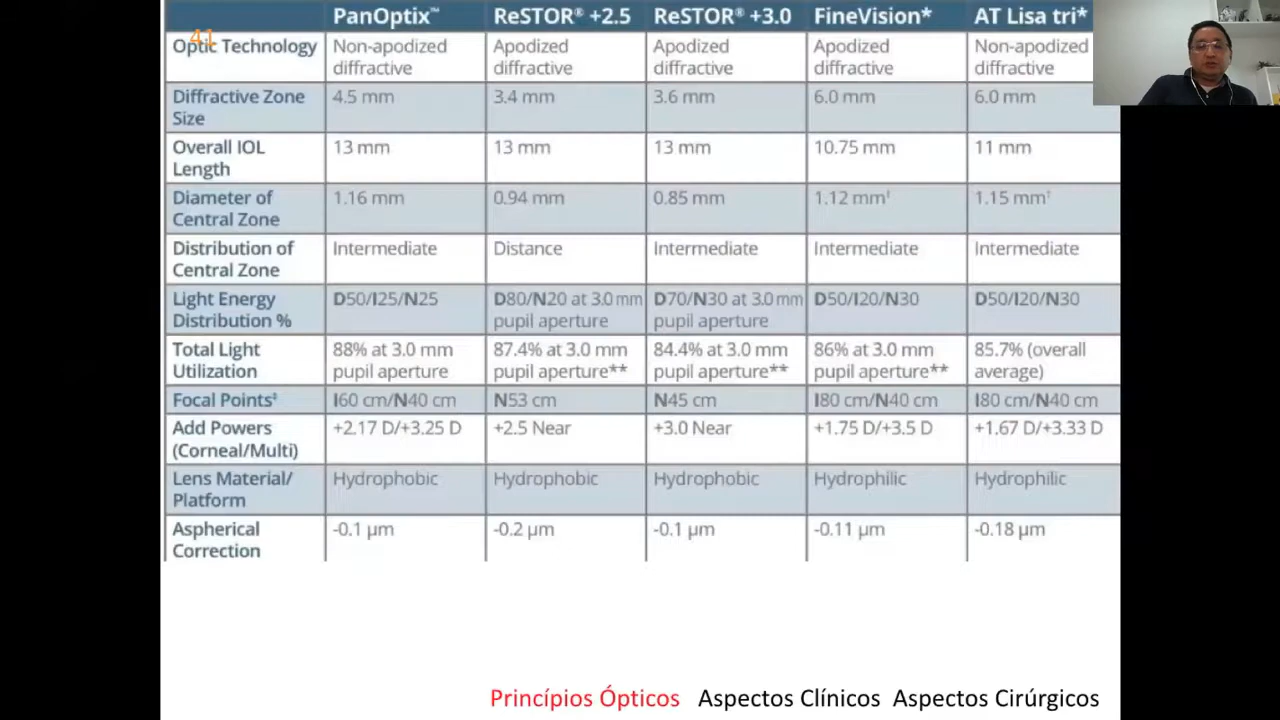 PanOptix™ ReSTOR® +2.5 ReSTOR® +3.0 FineVision* AT Lisa tri*
41
Optic Technology Non-apodized diffractive Apodized diffractive Apodized diffractive Apodized diffractive Non-apodized diffractive
Diffractive Zone Size 4.5 mm 3.4 mm 3.6 mm 6.0 mm 6.0 mm
Overall IOL Length 13 mm 13 mm 13 mm 10.75 mm 11 mm
Diameter of Central Zone 1.16 mm 0.94 mm 0.85 mm 1.12 mm† 1.15 mm†
Distribution of Central Zone Intermediate Distance Intermediate Intermediate Intermediate
Light Energy Distribution % D50/I25/N25 D80/N20 at 3.0 mm pupil aperture D70/N30 at 3.0 mm pupil aperture D50/I20/N30 D50/I20/N30
Total Light Utilization 88% at 3.0 mm pupil aperture 87.4% at 3.0 mm pupil aperture** 84.4% at 3.0 mm pupil aperture** 86% at 3.0 mm pupil aperture** 85.7% (overall average)
Focal Points‡ I60 cm/N40 cm N53 cm N45 cm I80 cm/N40 cm I80 cm/N40 cm
Add Powers (Corneal/Multi) +2.17 D/+3.25 D +2.5 Near +3.0 Near +1.75 D/+3.5 D +1.67 D/+3.33 D
Lens Material/ Platform Hydrophobic Hydrophobic Hydrophobic Hydrophilic Hydrophilic
Aspherical Correction -0.1 µm -0.2 µm -0.1 µm -0.11 µm -0.18 µm
Princípios Ópticos Aspectos Clínicos Aspectos Cirúrgicos